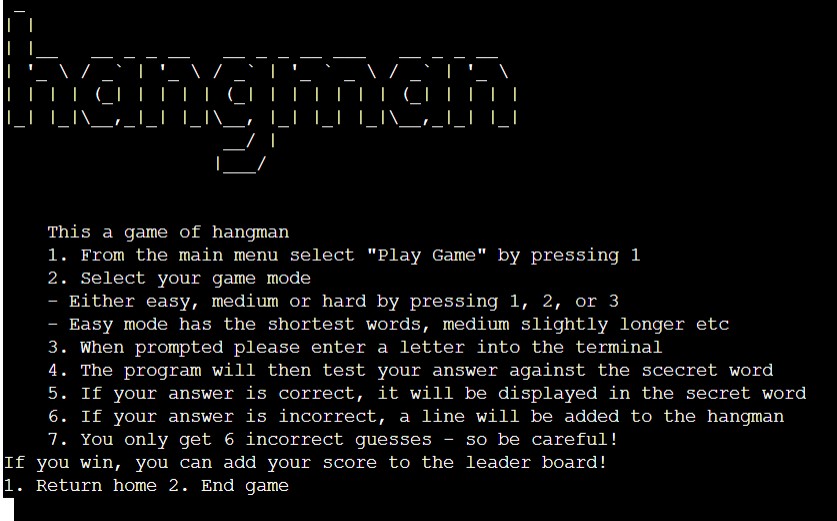 hangman
This a game of hangman
1. From the main menu select "Play Game" by pressing 1
2. Select your game mode
- Either easy, medium or hard by pressing 1, 2, or 3
- Easy mode has the shortest words, medium slightly longer etc
3. When prompted please enter a letter into the terminal
4. The program will then test your answer against the scecret word
5. If your answer is correct, it will be displayed in the secret word
6. If your answer is incorrect, a line will be added to the hangman
7. You only get 6 incorrect guesses - so be careful!
If you win, you can add your score to the leader board!
1. Return home 2. End game